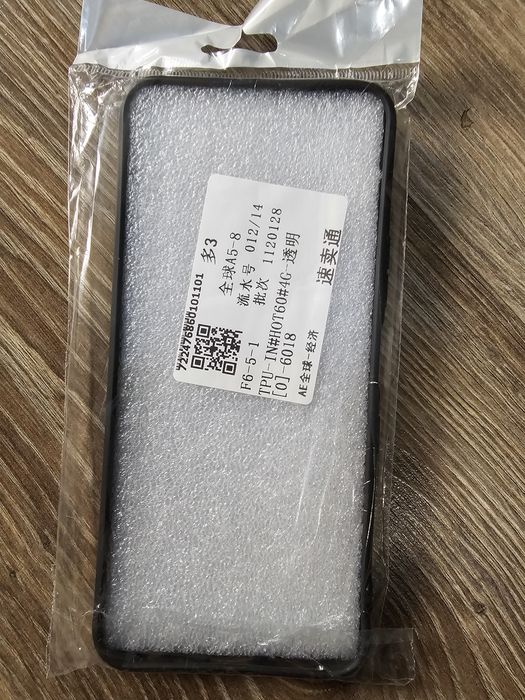 7224768601011101
多3
全球A5-8
流水号 012/14
批次 1120128
F6-5-1
TPU-IN#HOT60#4G-透明
[0]-6018
AE全球-经济
速卖通